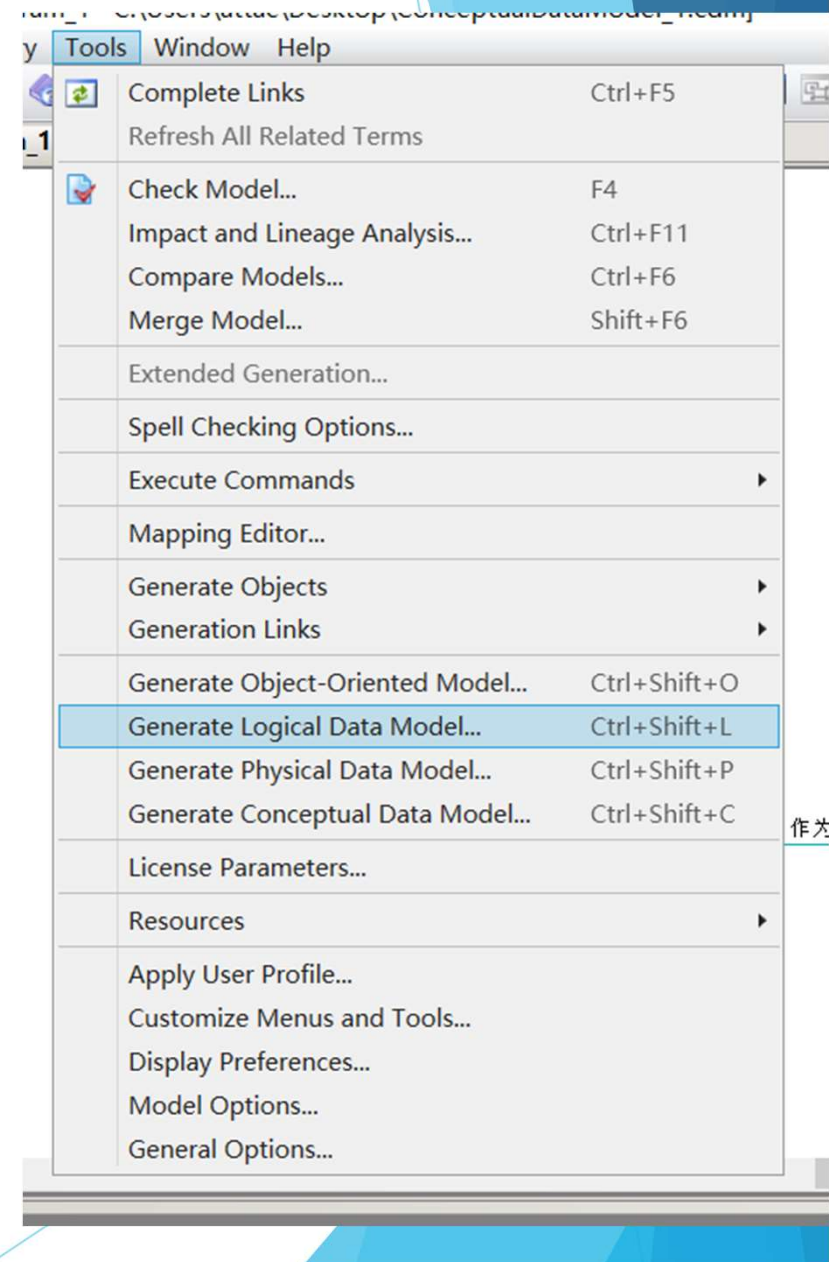 Tools Window Help
Complete Links Ctrl+F5
Refresh All Related Terms
Check Model... F4
Impact and Lineage Analysis... Ctrl+F11
Compare Models... Ctrl+F6
Merge Model... Shift+F6
Extended Generation...
Spell Checking Options...
Execute Commands
Mapping Editor...
Generate Objects
Generation Links
Generate Object-Oriented Model... Ctrl+Shift+O
Generate Logical Data Model... Ctrl+Shift+L
Generate Physical Data Model... Ctrl+Shift+P
Generate Conceptual Data Model... Ctrl+Shift+C
作为
License Parameters...
Resources
Apply User Profile...
Customize Menus and Tools...
Display Preferences...
Model Options...
General Options...